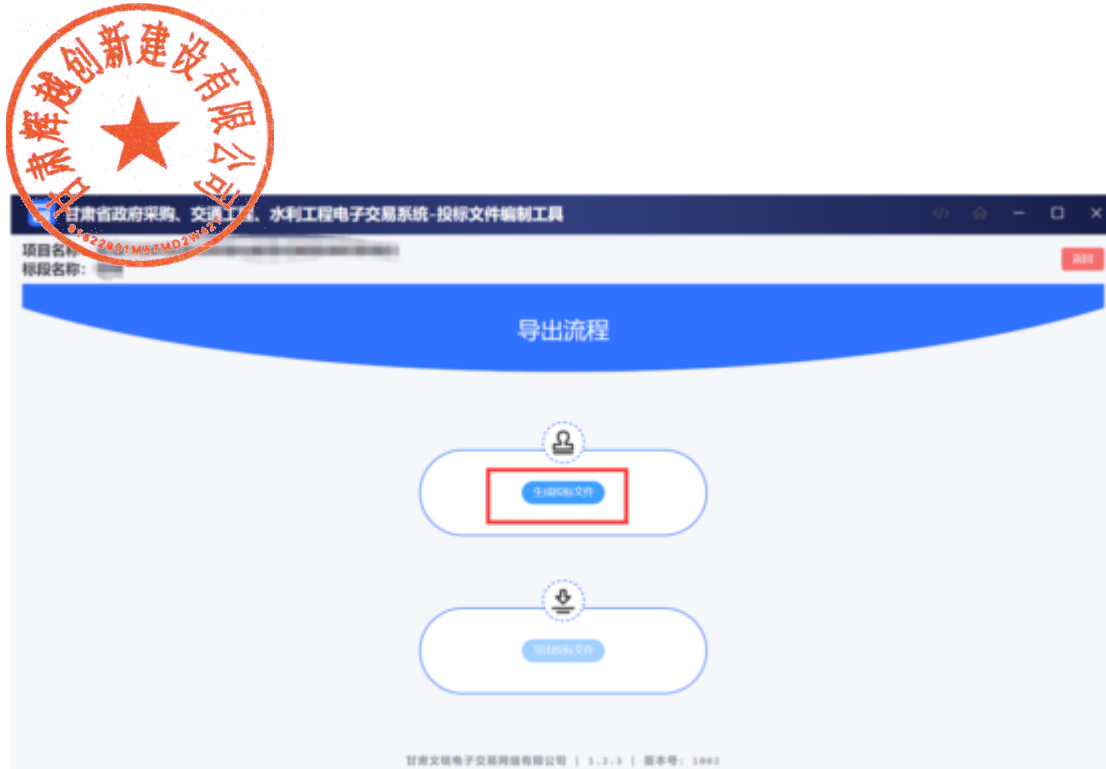 甘肃辉越创新建设有限公司
甘肃省政府采购、交通工程、水利工程电子交易系统-投标文件编制工具
项目名称:
标段名称:
返回
导出流程
生成投标文件
导出投标文件
甘肃文锐电子交易网络有限公司 | 1.2.3 | 版本号: 1002